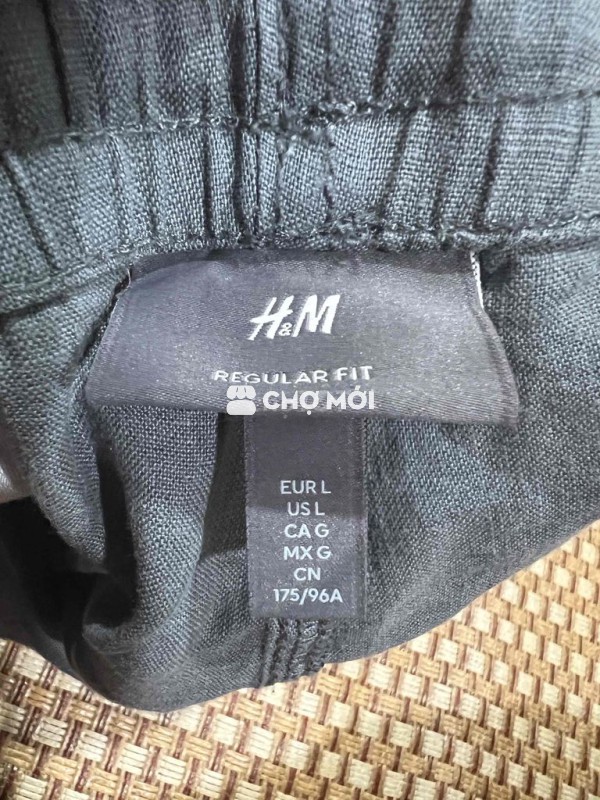 H&M
REGULAR FIT
CHỢ MỚI
EUR L
US L
CA G
MX G
CN
175/96A